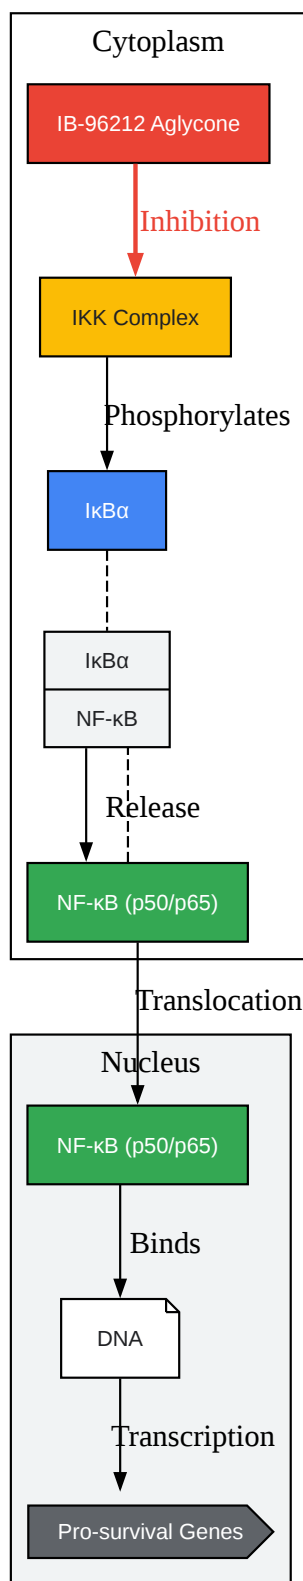 Cytoplasm
IB-96212 Aglycone
Inhibition
IKK Complex
Phosphorylates
IκBα
IκBα
NF-κB
Release
NF-κB (p50/p65)
Translocation
Nucleus
NF-κB (p50/p65)
Binds
DNA
Transcription
Pro-survival Genes